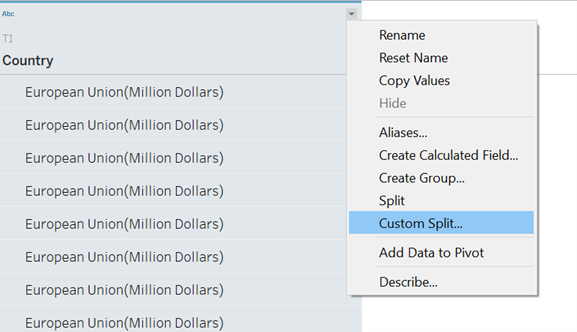 Abc
T1
Country
European Union(Million Dollars)
European Union(Million Dollars)
European Union(Million Dollars)
European Union(Million Dollars)
European Union(Million Dollars)
European Union(Million Dollars)
European Union(Million Dollars)
European Union(Million Dollars)
Rename
Reset Name
Copy Values
Hide
Aliases...
Create Calculated Field...
Create Group...
Split
Custom Split...
Add Data to Pivot
Describe...